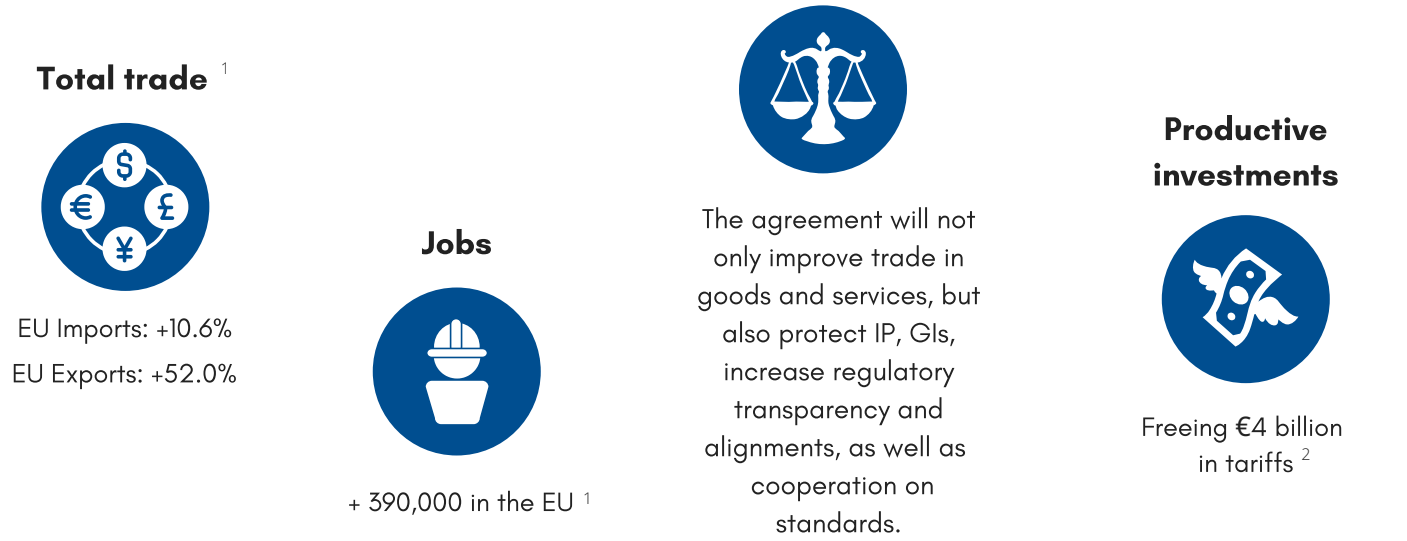 Total trade 1
$
€
£
¥
EU Imports: +10.6%
EU Exports: +52.0%
Jobs
+ 390,000 in the EU 1
The agreement will not
only improve trade in
goods and services, but
also protect IP, GIs,
increase regulatory
transparency and
alignments, as well as
cooperation on
standards.
Productive
investments
Freeing €4 billion
in tariffs 2